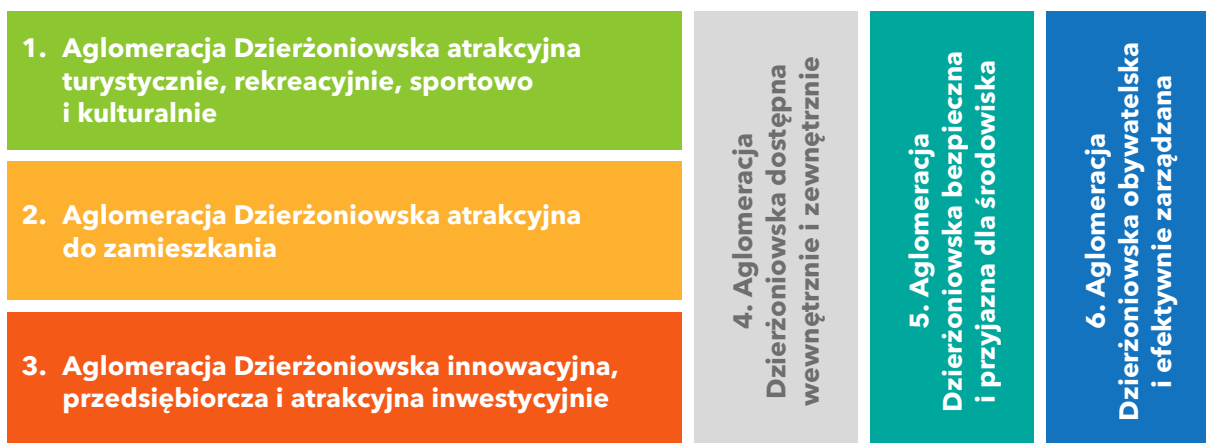 1. Aglomeracja Dzierżoniowska atrakcyjna
turystycznie, rekreacyjnie, sportowo
i kulturalnie
2. Aglomeracja Dzierżoniowska atrakcyjna
do zamieszkania
3. Aglomeracja Dzierżoniowska innowacyjna,
przedsiębiorcza i atrakcyjna inwestycyjnie
4. Aglomeracja
Dzierżoniowska dostępna
wewnętrznie i zewnętrznie
5. Aglomeracja
Dzierżoniowska bezpieczna
i przyjazna dla środowiska
6. Aglomeracja
Dzierżoniowska obywatelska
i efektywnie zarządzana